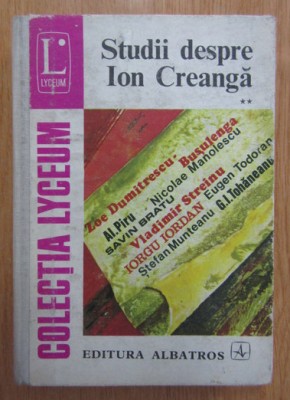 L
LYCEUM
COLECȚIA LYCEUM
Studii despre
Ion Creangă
**
Zoe Dumitrescu-Bușulenga
Al. Piru
Nicolae Manolescu
SAVIN BRATU
Vladimir Streinu
Eugen Todoran
IORGU IORDAN
Ștefan Munteanu
G.I. Tohăneanu
EDITURA ALBATROS
A